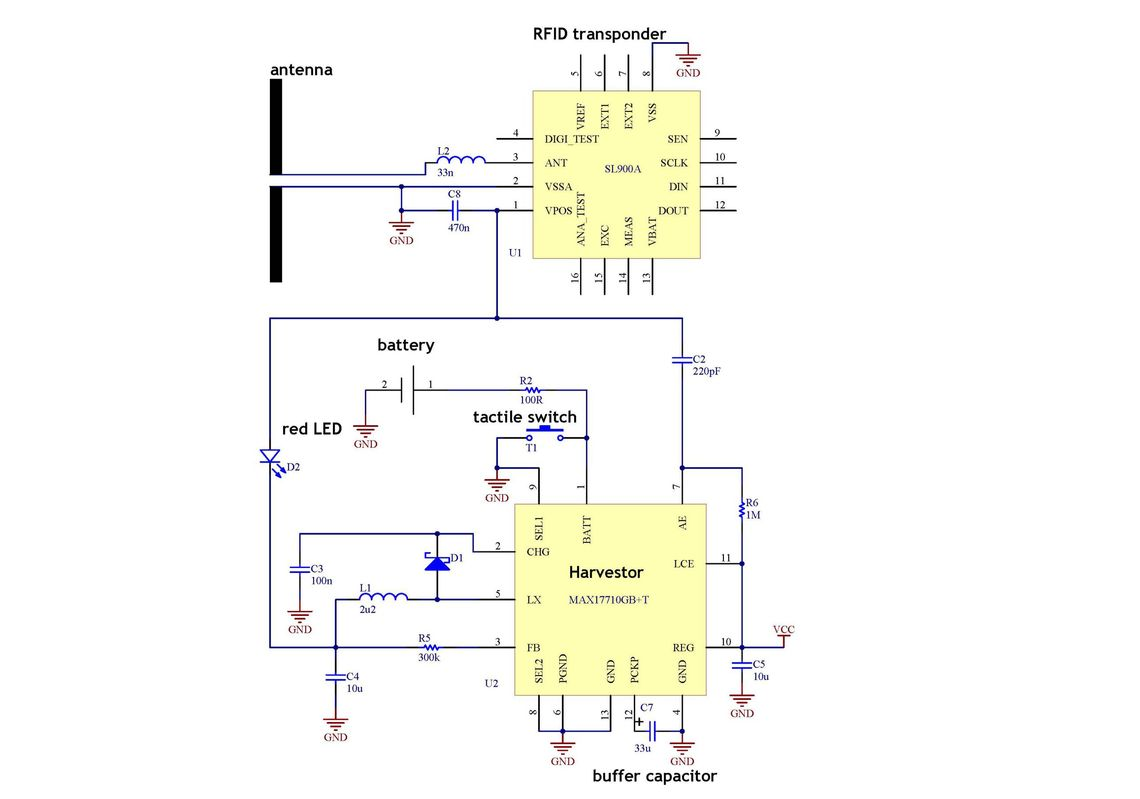 RFID transponder
GND
antenna
5
6
7
8
VREF
EXT1
EXT2
VSS
4
DIGI_TEST
SEN
9
L2
33n
3
ANT
SL900A
SCLK
10
2
VSSA
DIN
11
C8
470n
1
VPOS
DOUT
12
GND
ANA_TEST
EXC
MEAS
VBAT
U1
16
15
14
13
battery
C2
220pF
2
1
R2
100R
GND
tactile switch
T1
red LED
D2
GND
9
1
7
SEL1
BATT
AE
R6
1M
2
CHG
D1
C3
100n
GND
LCE
11
Harvestor
L1
2u2
5
LX
MAX17710GB+T
R5
300k
3
FB
REG
10
VCC
C4
10u
GND
U2
SEL2
PGND
GND
PCKP
GND
C5
10u
GND
8
6
13
12
4
+
C7
33u
GND
GND
buffer capacitor